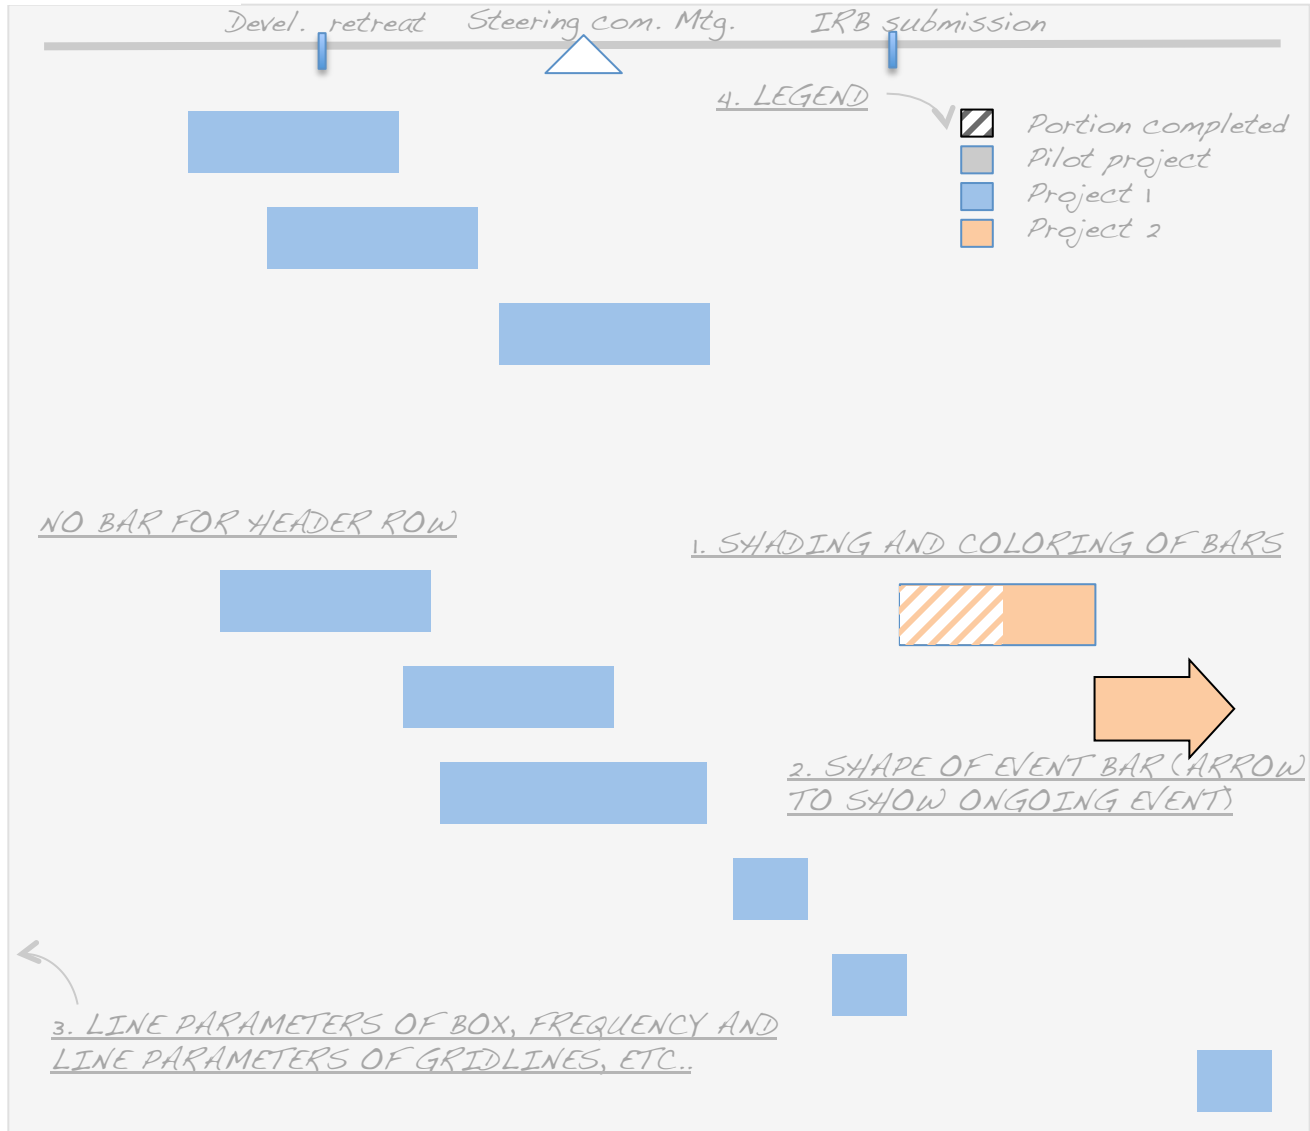 Devel. retreat
Steering com. Mtg.
IRB submission
4. LEGEND
Portion completed
Pilot project
Project 1
Project 2
NO BAR FOR HEADER ROW
1. SHADING AND COLORING OF BARS
2. SHAPE OF EVENT BAR (ARROW
TO SHOW ONGOING EVENT)
3. LINE PARAMETERS OF BOX, FREQUENCY AND
LINE PARAMETERS OF GRIDLINES, ETC..